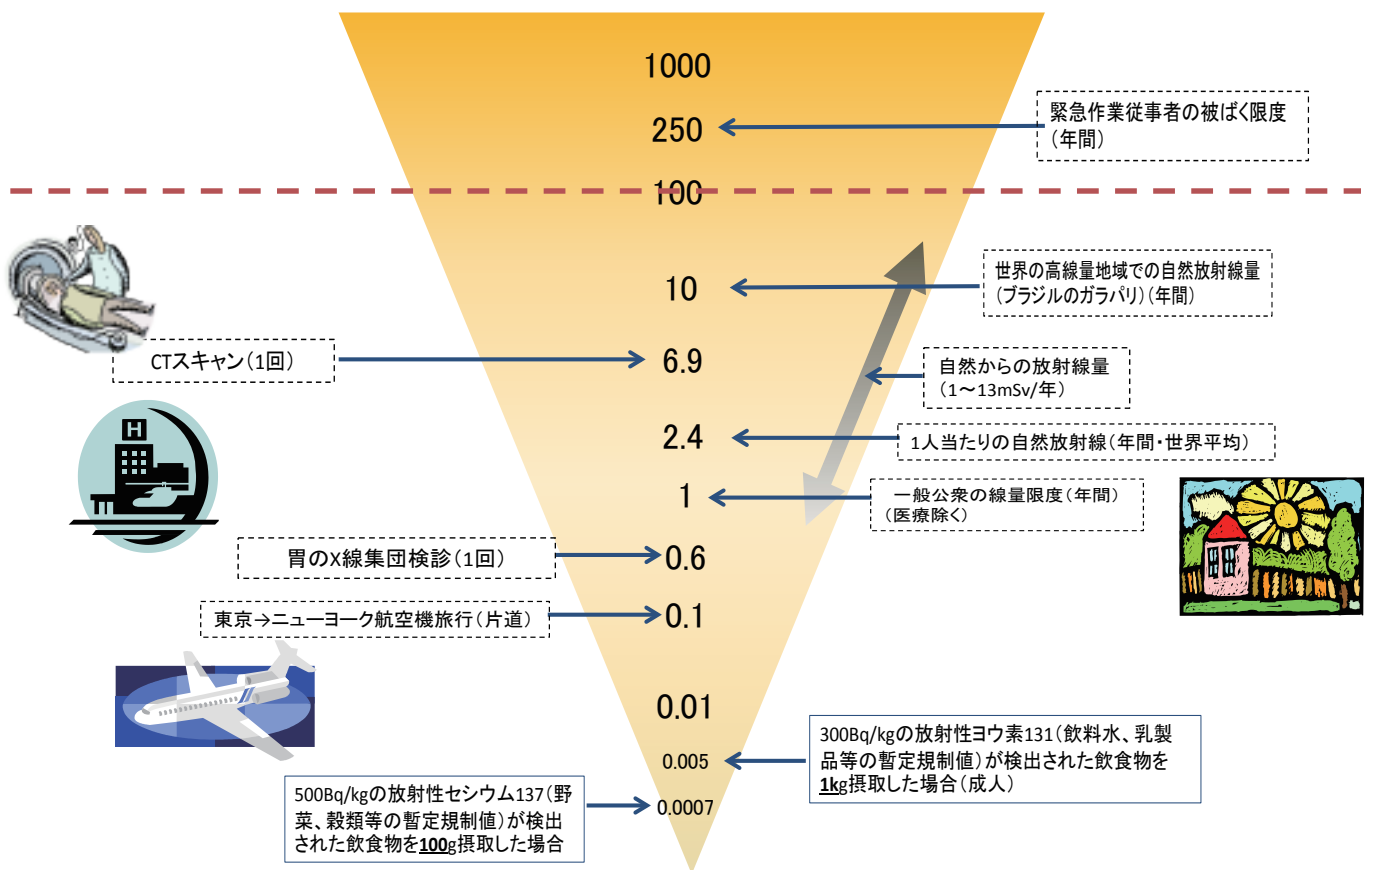 1000
緊急作業従事者の被ばく限度
(年間)
250
100
世界の高線量地域での自然放射線量
(ブラジルのガラパリ)(年間)
10
CTスキャン(1回)
6.9
自然からの放射線量
(1~13mSv/年)
2.4
1人当たりの自然放射線(年間・世界平均)
1
一般公衆の線量限度(年間)
(医療除く)
H
胃のX線集団検診(1回)
0.6
東京→ニューヨーク航空機旅行(片道)
0.1
0.01
300Bq/kgの放射性ヨウ素131(飲料水、乳製
品等の暫定規制値)が検出された飲食物を
1kg摂取した場合(成人)
0.005
500Bq/kgの放射性セシウム137(野
菜、穀類等の暫定規制値)が検出
された飲食物を100g摂取した場合
0.0007